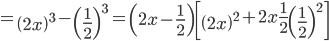 = (2x)³ − (1/2)³ = (2x − 1/2)[(2x)² + 2x 1/2 (1/2)²]